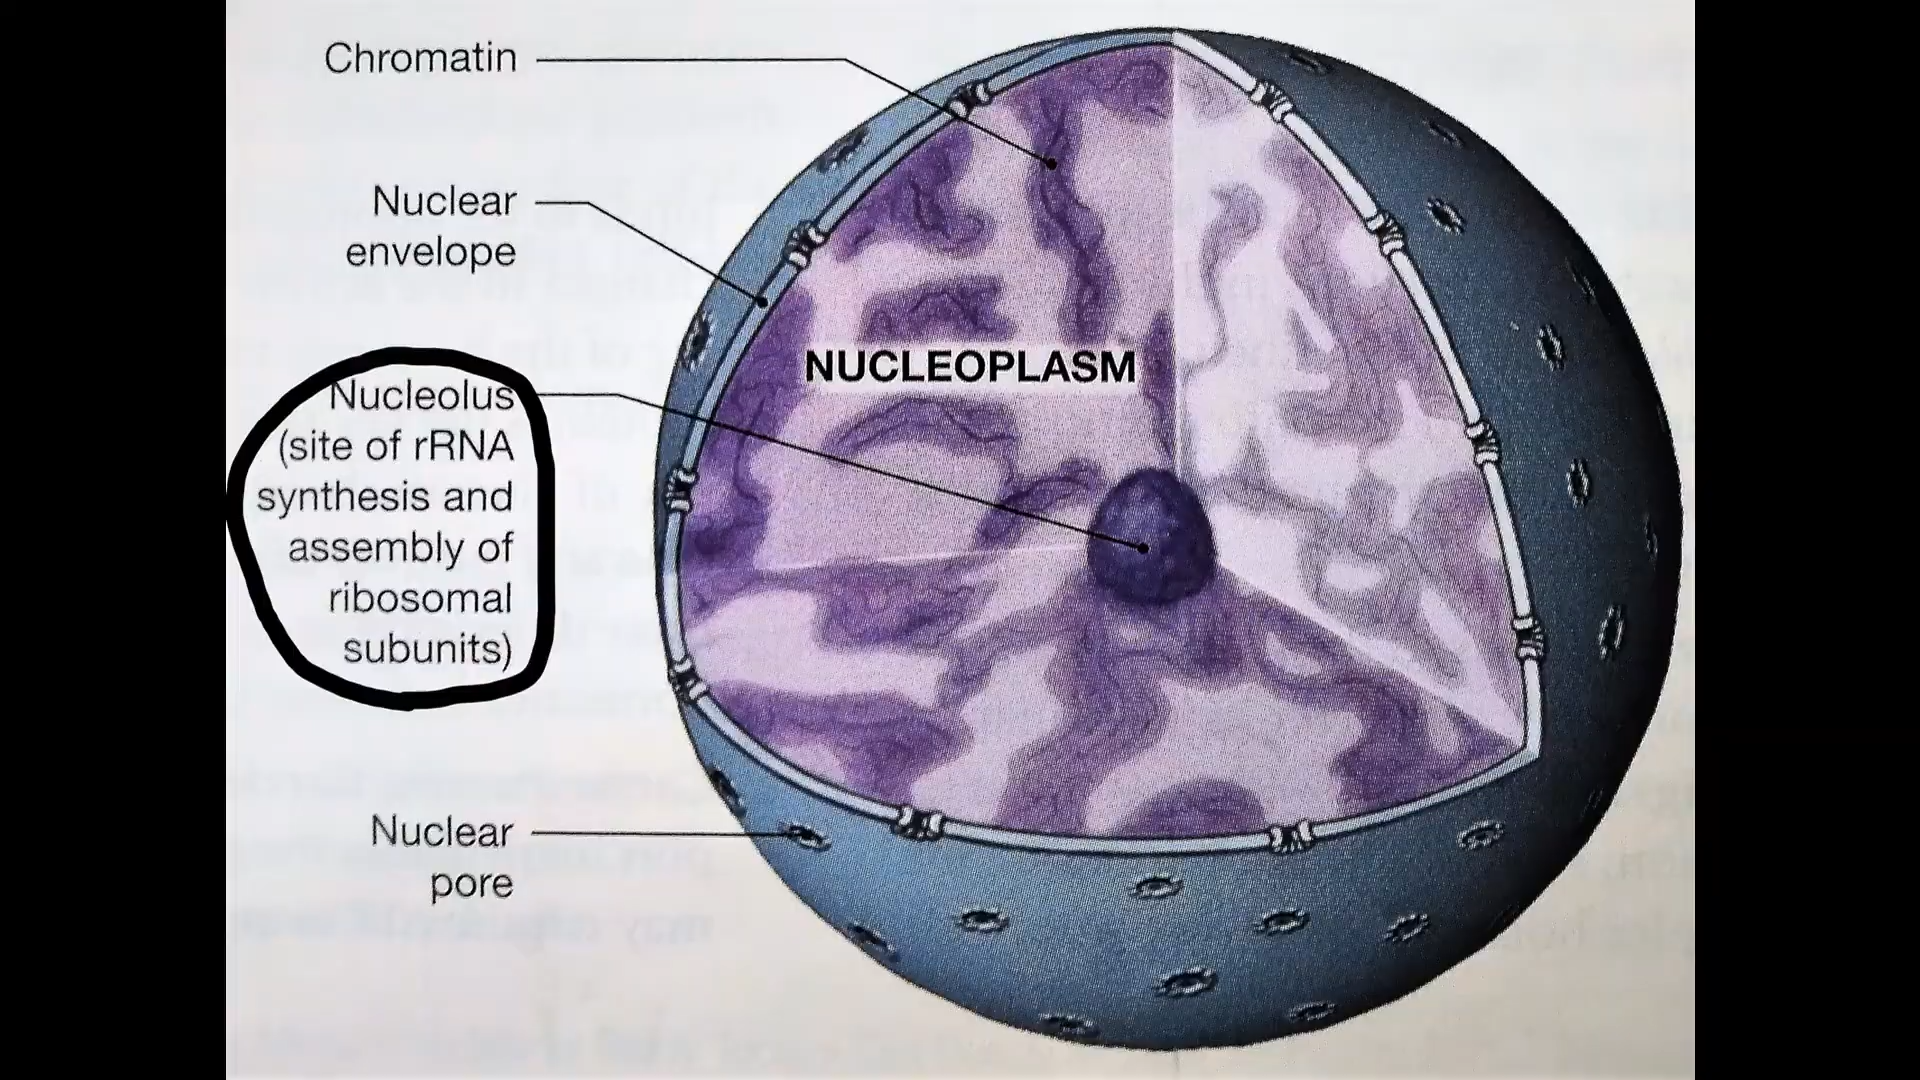 Chromatin
Nuclear
envelope
NUCLEOPLASM
Nucleolus
(site of rRNA
synthesis and
assembly of
ribosomal
subunits)
Nuclear
pore